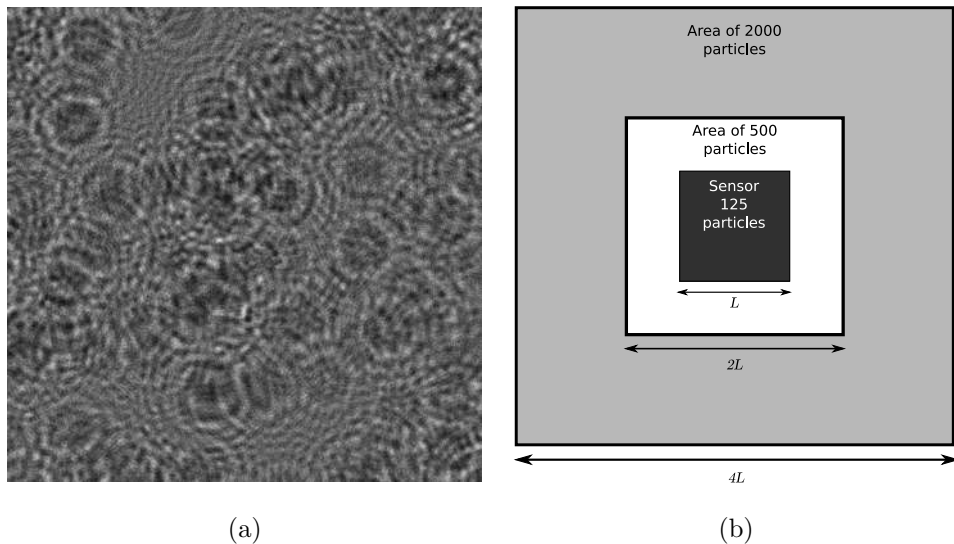 Area of 2000
particles
Area of 500
particles
Sensor
125
particles
L
2L
4L
(a)
(b)